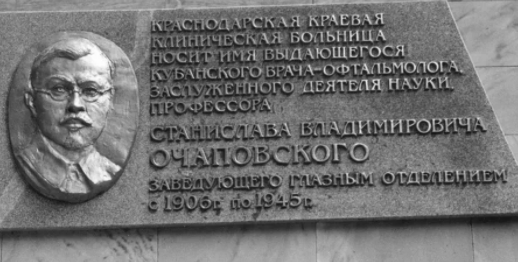 КРАСНОДАРСКАЯ КРАЕВАЯ
КЛИНИЧЕСКАЯ БОЛЬНИЦА
НОСИТ ИМЯ ВЫДАЮЩЕГОСЯ
КУБАНСКОГО ВРАЧА-ОФТАЛЬМОЛОГА,
ЗАСЛУЖЕННОГО ДЕЯТЕЛЯ НАУКИ,
ПРОФЕССОРА
СТАНИСЛАВА ВЛАДИМИРОВИЧА
ОЧАПОВСКОГО
ЗАВЕДУЮЩЕГО ГЛАЗНЫМ ОТДЕЛЕНИЕМ
с 1906г. по 1945г.